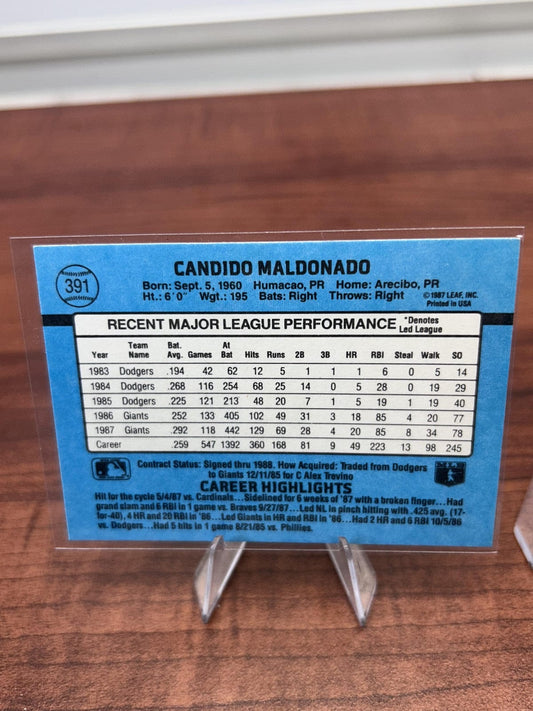 391
CANDIDO MALDONADO
Born: Sept. 5, 1960 Humacao, PR Home: Arecibo, PR
Ht.: 6´0˝ Wgt.: 195 Bats: Right Throws: Right
©1987 LEAF, INC.
Printed in USA
RECENT MAJOR LEAGUE PERFORMANCE *Denotes Led League
Year Team Name Bat. Avg. Games At Bat Hits Runs 2B 3B HR RBI Steal Walk SO
1983 Dodgers .194 42 62 12 5 1 1 1 6 0 5 14
1984 Dodgers .268 116 254 68 25 14 0 5 28 0 19 29
1985 Dodgers .225 121 213 48 20 7 1 5 19 1 19 40
1986 Giants .252 133 405 102 49 31 3 18 85 4 20 77
1987 Giants .292 118 442 129 69 28 4 20 85 8 34 78
Career .259 547 1392 360 168 81 9 49 223 13 98 245
Contract Status: Signed thru 1988. How Acquired: Traded from Dodgers
to Giants 12/11/85 for C Alex Trevino
CAREER HIGHLIGHTS
Hit for the cycle 5/4/87 vs. Cardinals...Sidelined for 6 weeks of '87 with a broken finger...Had
grand slam and 6 RBI in 1 game vs. Braves 9/27/87...Led NL in pinch hitting with .425 avg. (17-
for-40), 4 HR and 20 RBI in '86...Led Giants in HR and RBI in '86...Had 2 HR and 6 RBI 10/5/86
vs. Dodgers...Had 5 hits in 1 game 8/21/85 vs. Phillies.